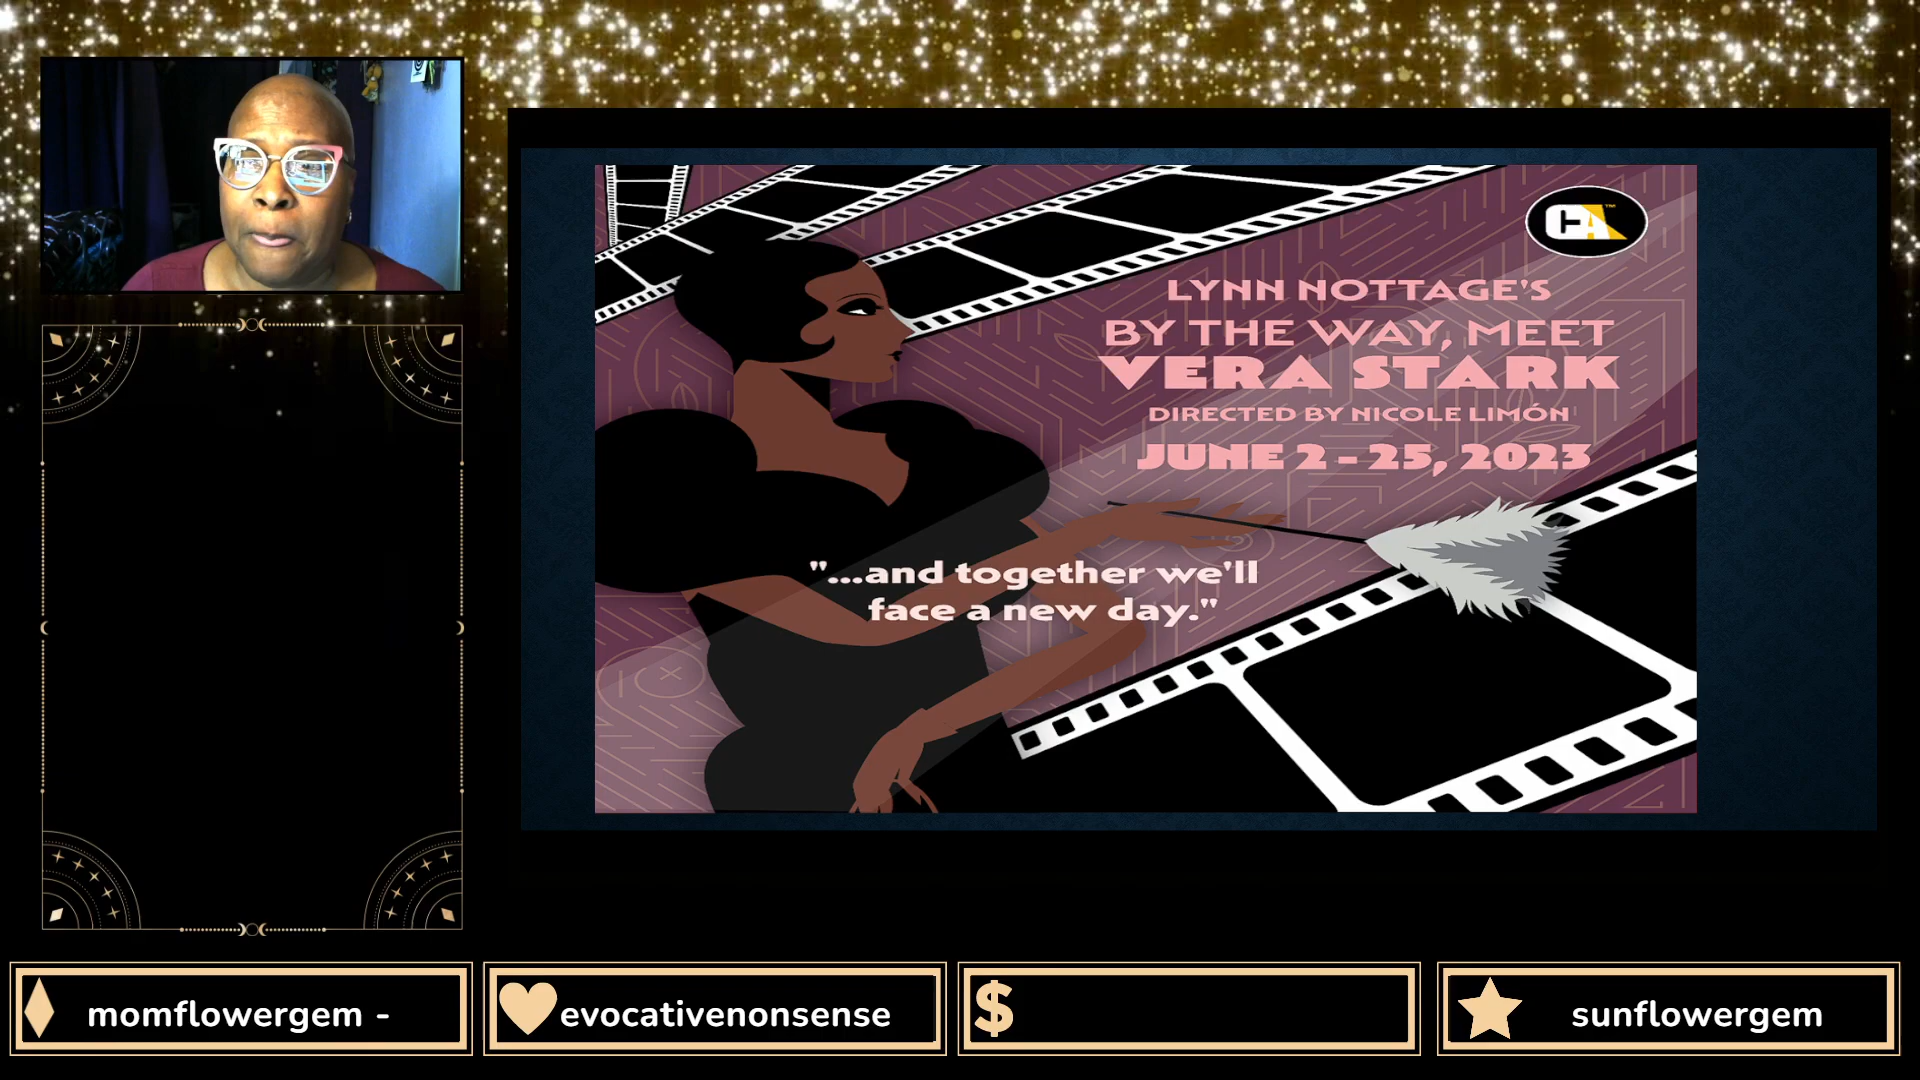 CA™
LYNN NOTTAGE'S
BY THE WAY, MEET
VERA STARK
DIRECTED BY NICOLE LIMÓN
JUNE 2 - 25, 2023
"...and together we'll
face a new day."
momflowergem -
evocativenonsense
$
sunflowergem